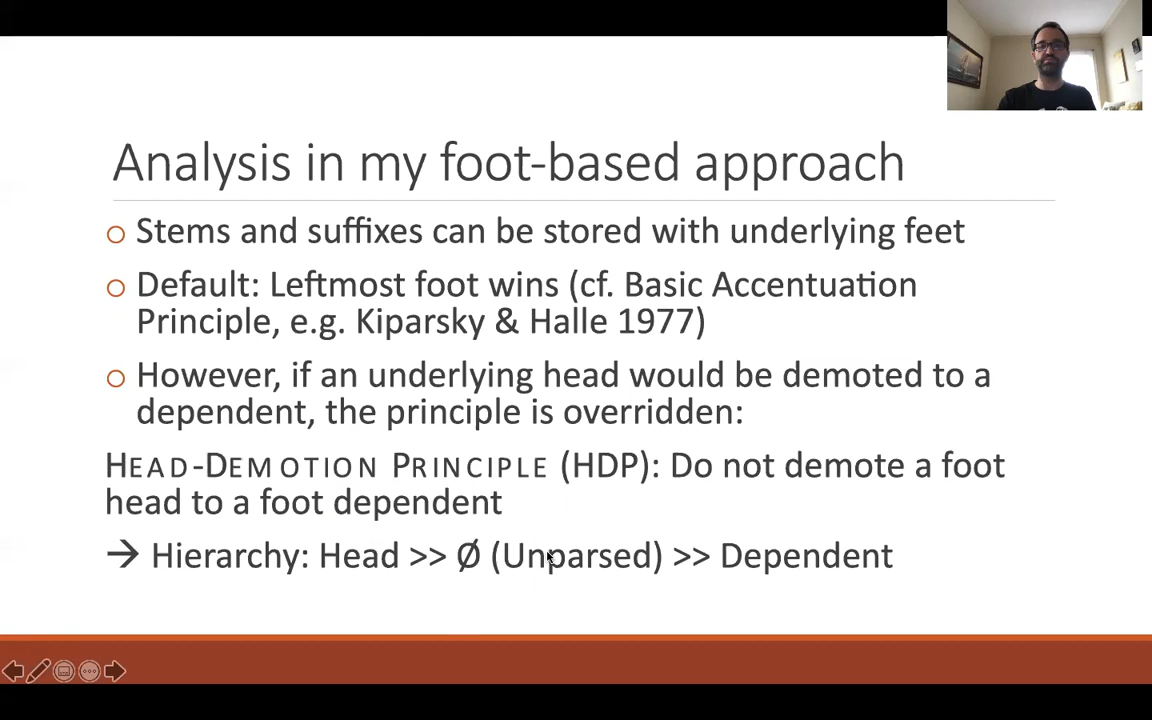 Analysis in my foot-based approach
o Stems and suffixes can be stored with underlying feet
o Default: Leftmost foot wins (cf. Basic Accentuation
Principle, e.g. Kiparsky & Halle 1977)
o However, if an underlying head would be demoted to a
dependent, the principle is overridden:
HEAD-DEMOTION PRINCIPLE (HDP): Do not demote a foot
head to a foot dependent
→ Hierarchy: Head >> Ø (Unparsed) >> Dependent